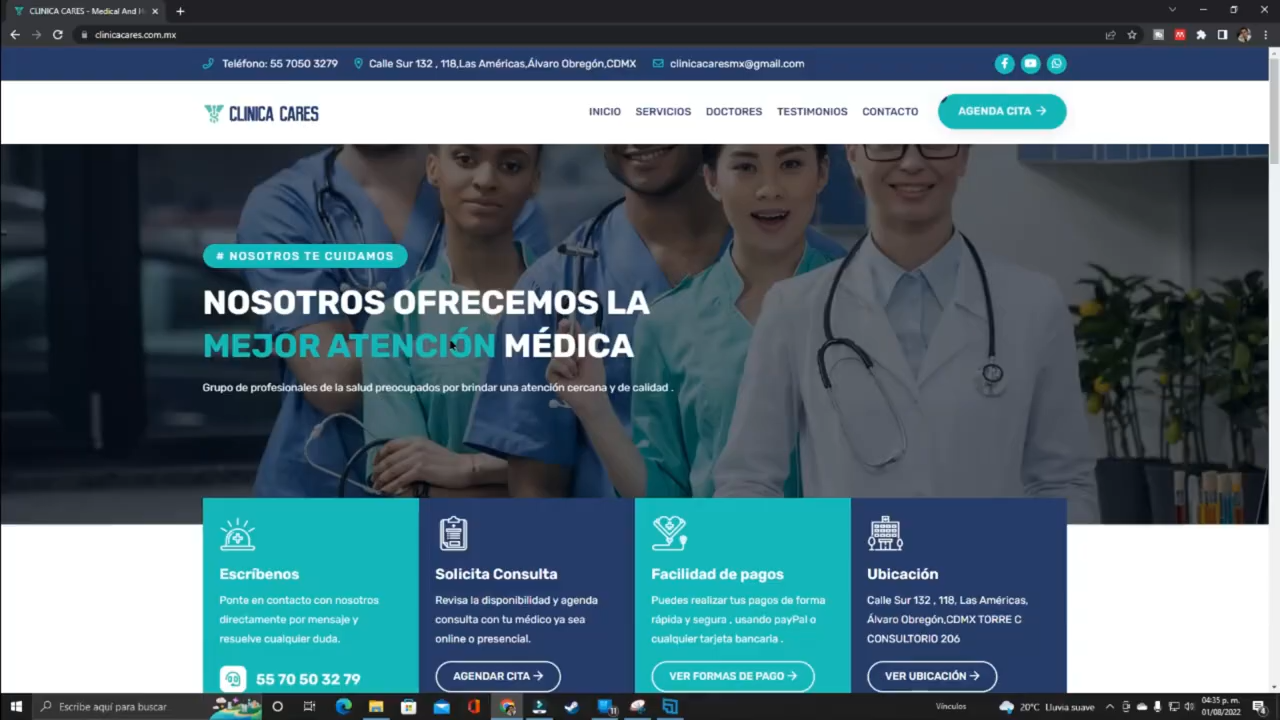 CLINICA CARES - Medical And H
clinicacares.com.mx
Teléfono: 55 7050 3279
Calle Sur 132 , 118,Las Américas,Álvaro Obregón,CDMX
clinicacaresmx@gmail.com
CLINICA CARES
INICIO
SERVICIOS
DOCTORES
TESTIMONIOS
CONTACTO
AGENDA CITA
# NOSOTROS TE CUIDAMOS
NOSOTROS OFRECEMOS LA
MEJOR ATENCIÓN MÉDICA
Grupo de profesionales de la salud preocupados por brindar una atención cercana y de calidad .
Escríbenos
Ponte en contacto con nosotros
directamente por mensaje y
resuelve cualquier duda.
55 70 50 32 79
Solicita Consulta
Revisa la disponibilidad y agenda
consulta con tu médico ya sea
online o presencial.
AGENDAR CITA
Facilidad de pagos
Puedes realizar tus pagos de forma
rápida y segura , usando payPal o
cualquier tarjeta bancaria .
VER FORMAS DE PAGO
Ubicación
Calle Sur 132 , 118, Las Américas,
Álvaro Obregón,CDMX TORRE C
CONSULTORIO 206
VER UBICACIÓN
Escribe aquí para buscar
Vínculos
20°C Lluvia suave
04:35 p. m.
01/08/2022